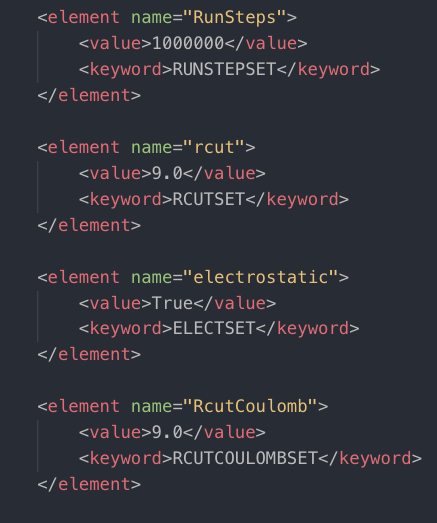 <element name="RunSteps">
    <value>1000000</value>
    <keyword>RUNSTEPSET</keyword>
</element>

<element name="rcut">
    <value>9.0</value>
    <keyword>RCUTSET</keyword>
</element>

<element name="electrostatic">
    <value>True</value>
    <keyword>ELECTSET</keyword>
</element>

<element name="RcutCoulomb">
    <value>9.0</value>
    <keyword>RCUTCOULOMBSET</keyword>
</element>